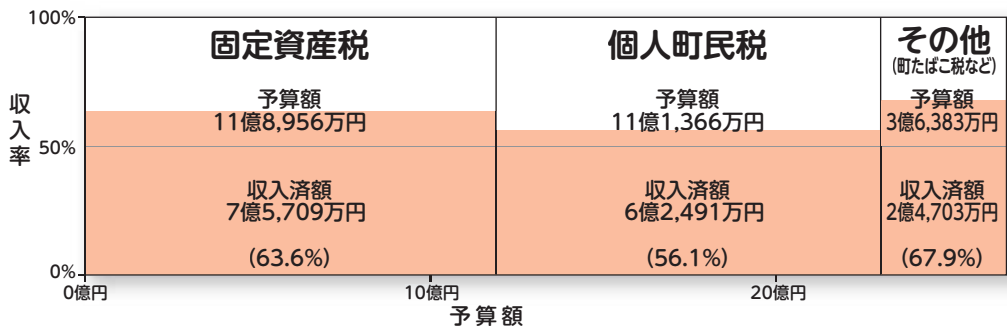 100%
50%
0%
収入率
固定資産税
予算額
11億8,956万円
収入済額
7億5,709万円
(63.6%)
個人町民税
予算額
11億1,366万円
収入済額
6億2,491万円
(56.1%)
その他
(町たばこ税など)
予算額
3億6,383万円
収入済額
2億4,703万円
(67.9%)
0億円
10億円
20億円
予算額